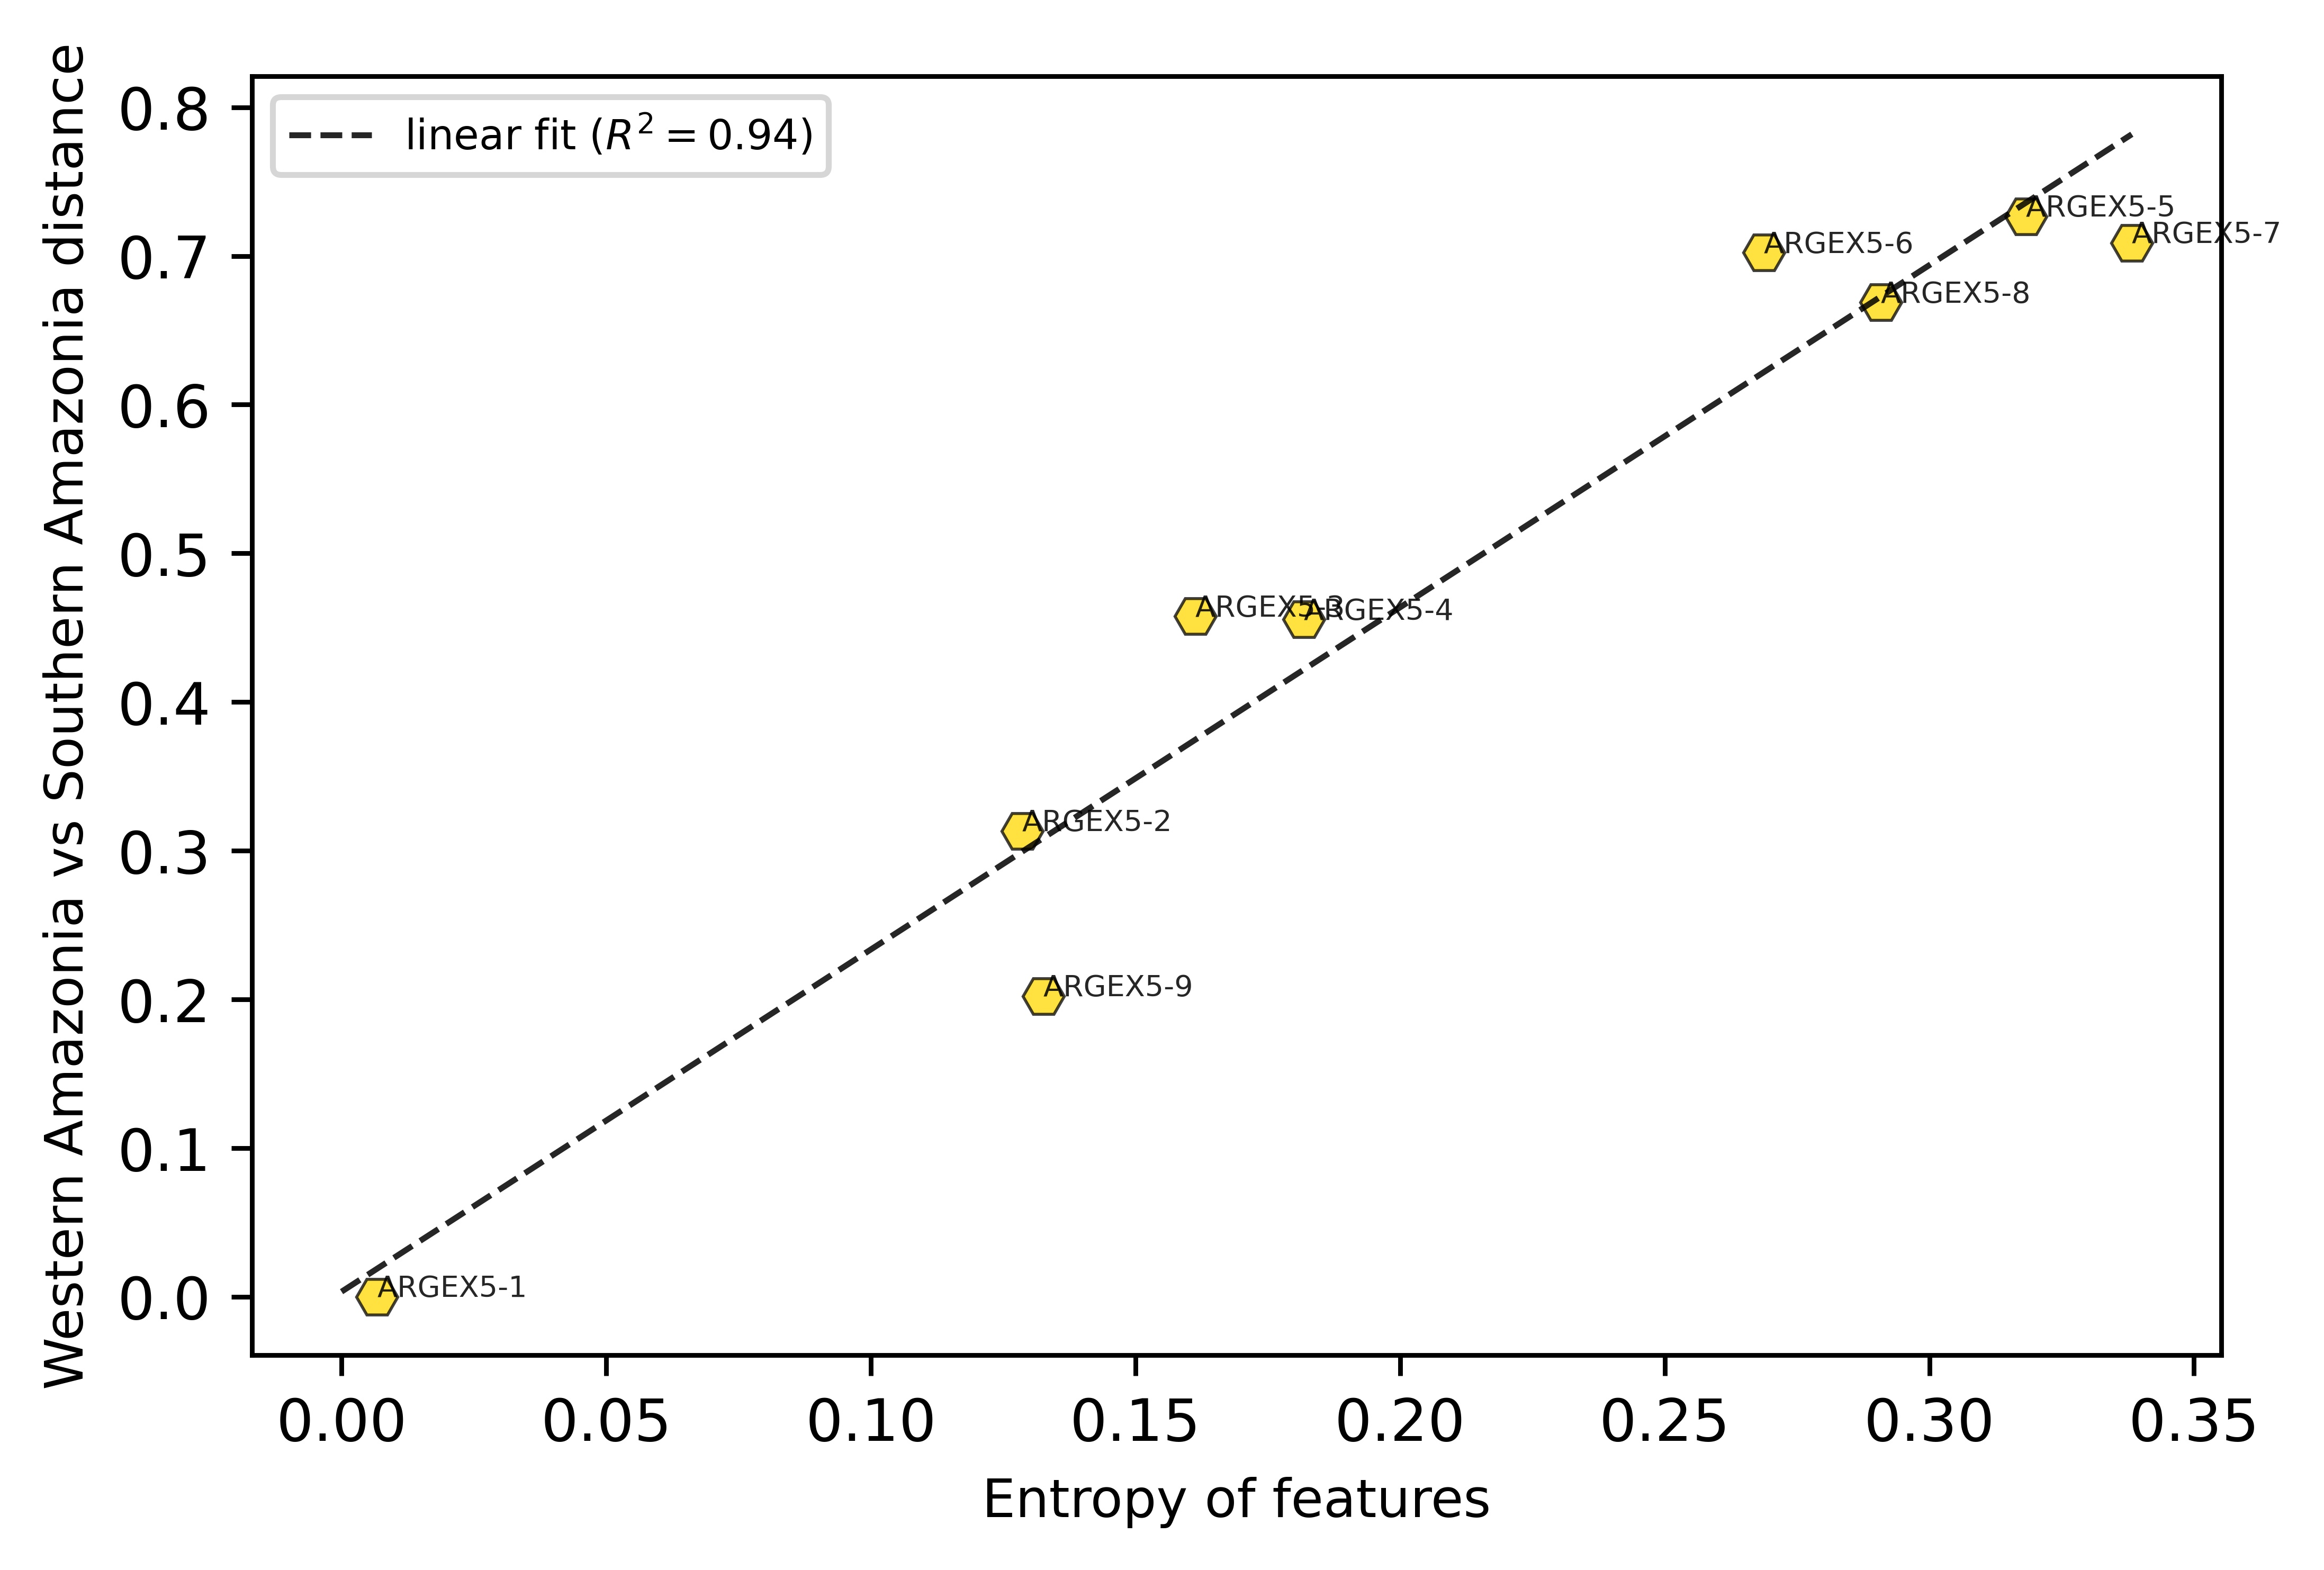 Western Amazonia vs Southern Amazonia distance
0.8
0.7
0.6
0.5
0.4
0.3
0.2
0.1
0.0
linear fit (R² = 0.94)
ARGEX5-5
ARGEX5-7
ARGEX5-6
ARGEX5-8
ARGEX5-3
ARGEX5-4
ARGEX5-2
ARGEX5-9
ARGEX5-1
0.00 0.05 0.10 0.15 0.20 0.25 0.30 0.35
Entropy of features